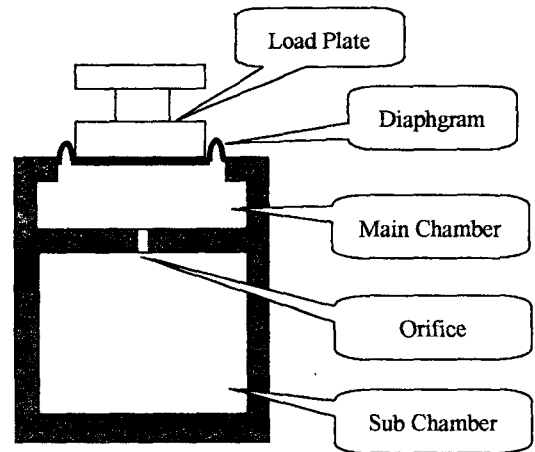 Load Plate
Diaphgram
Main Chamber
Orifice
Sub Chamber